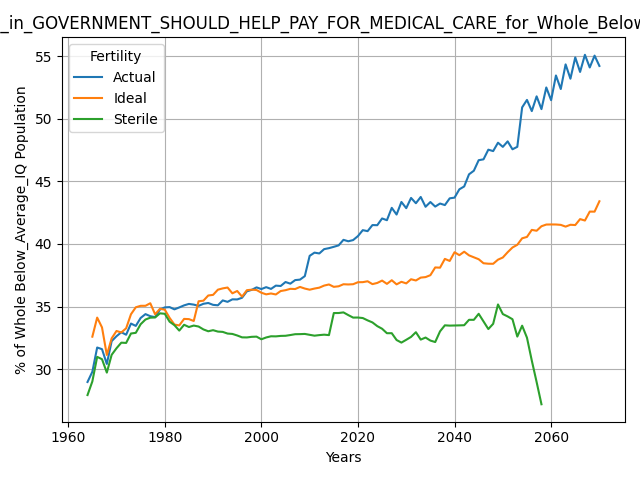 _in_GOVERNMENT_SHOULD_HELP_PAY_FOR_MEDICAL_CARE_for_Whole_Below
Fertility
Actual
Ideal
Sterile
% of Whole Below_Average_IQ Population
55
50
45
40
35
30
1960
1980
2000
2020
2040
2060
Years